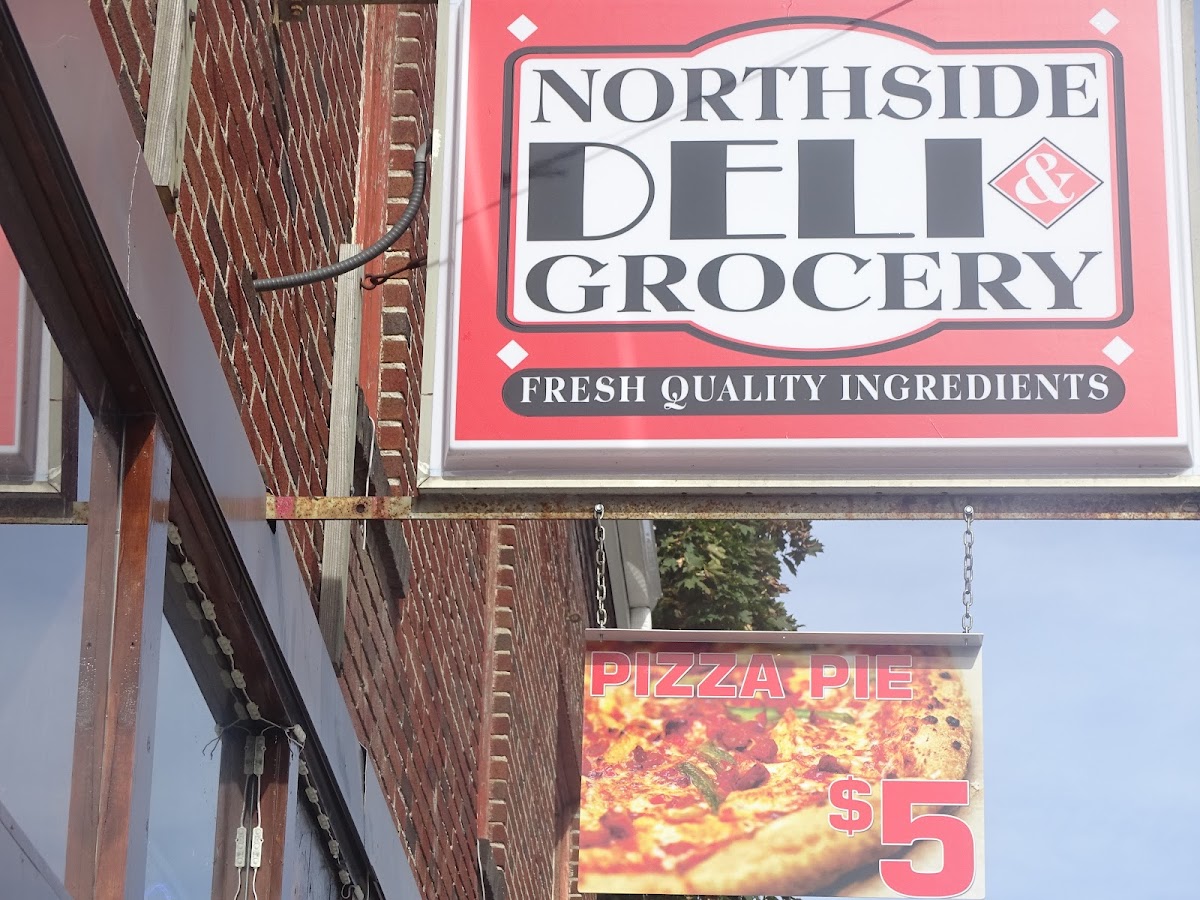 NORTHSIDE
DELI &
GROCERY
FRESH QUALITY INGREDIENTS
PIZZA PIE
$5